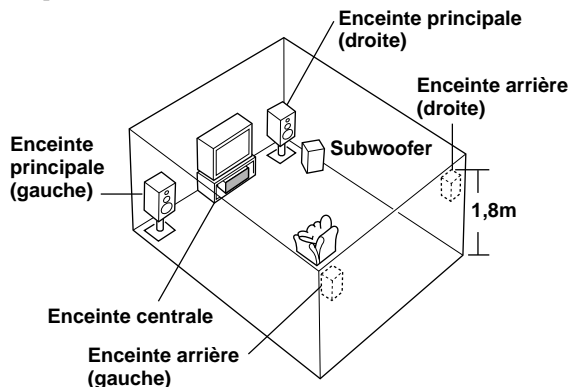 Enceinte principale
(droite)
Enceinte arrière
(droite)
Enceinte
principale
(gauche)
Subwoofer
1,8m
Enceinte centrale
Enceinte arrière
(gauche)